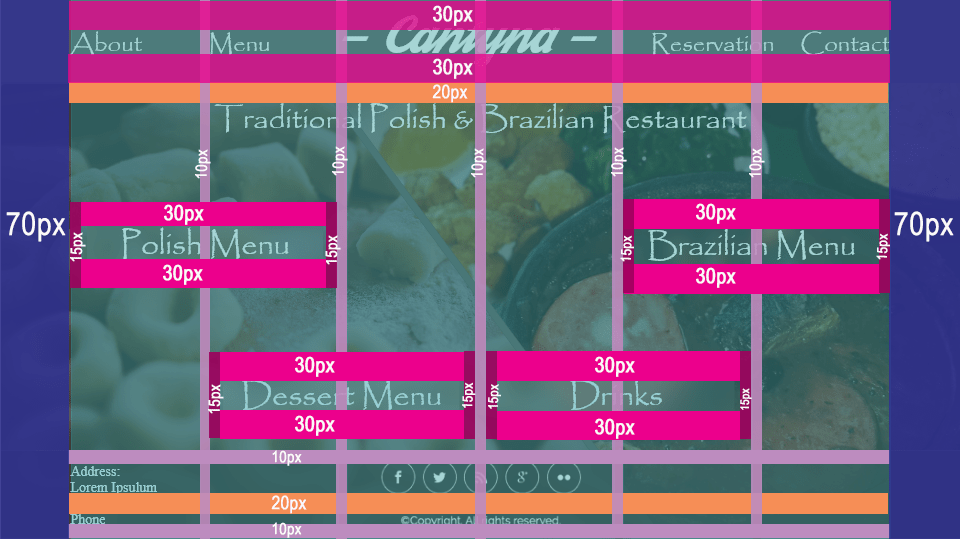 30px
About Menu – Cantyna – Reservation Contact
30px
20px
Traditional Polish & Brazilian Restaurant
10px 10px 10px 10px 10px
70px 70px
30px 30px
15px Polish Menu 15px 15px Brazilian Menu 15px
30px 30px
30px 30px
15px Dessert Menu 15px 15px Drinks 15px
30px 30px
10px
Address:
Lorem Ipsulum
20px
Phone ©Copyright. All rights reserved.
10px